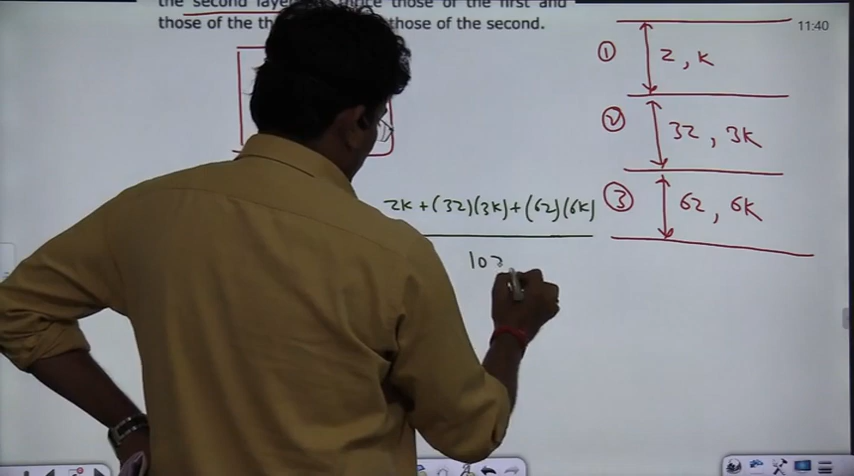 the second layer
those of the first and
those of the
those of the second.
11:40
① z, k
② 3z, 3k
③ 6z, 6k
zk + (3z)(3k) + (6z)(6k)
10z